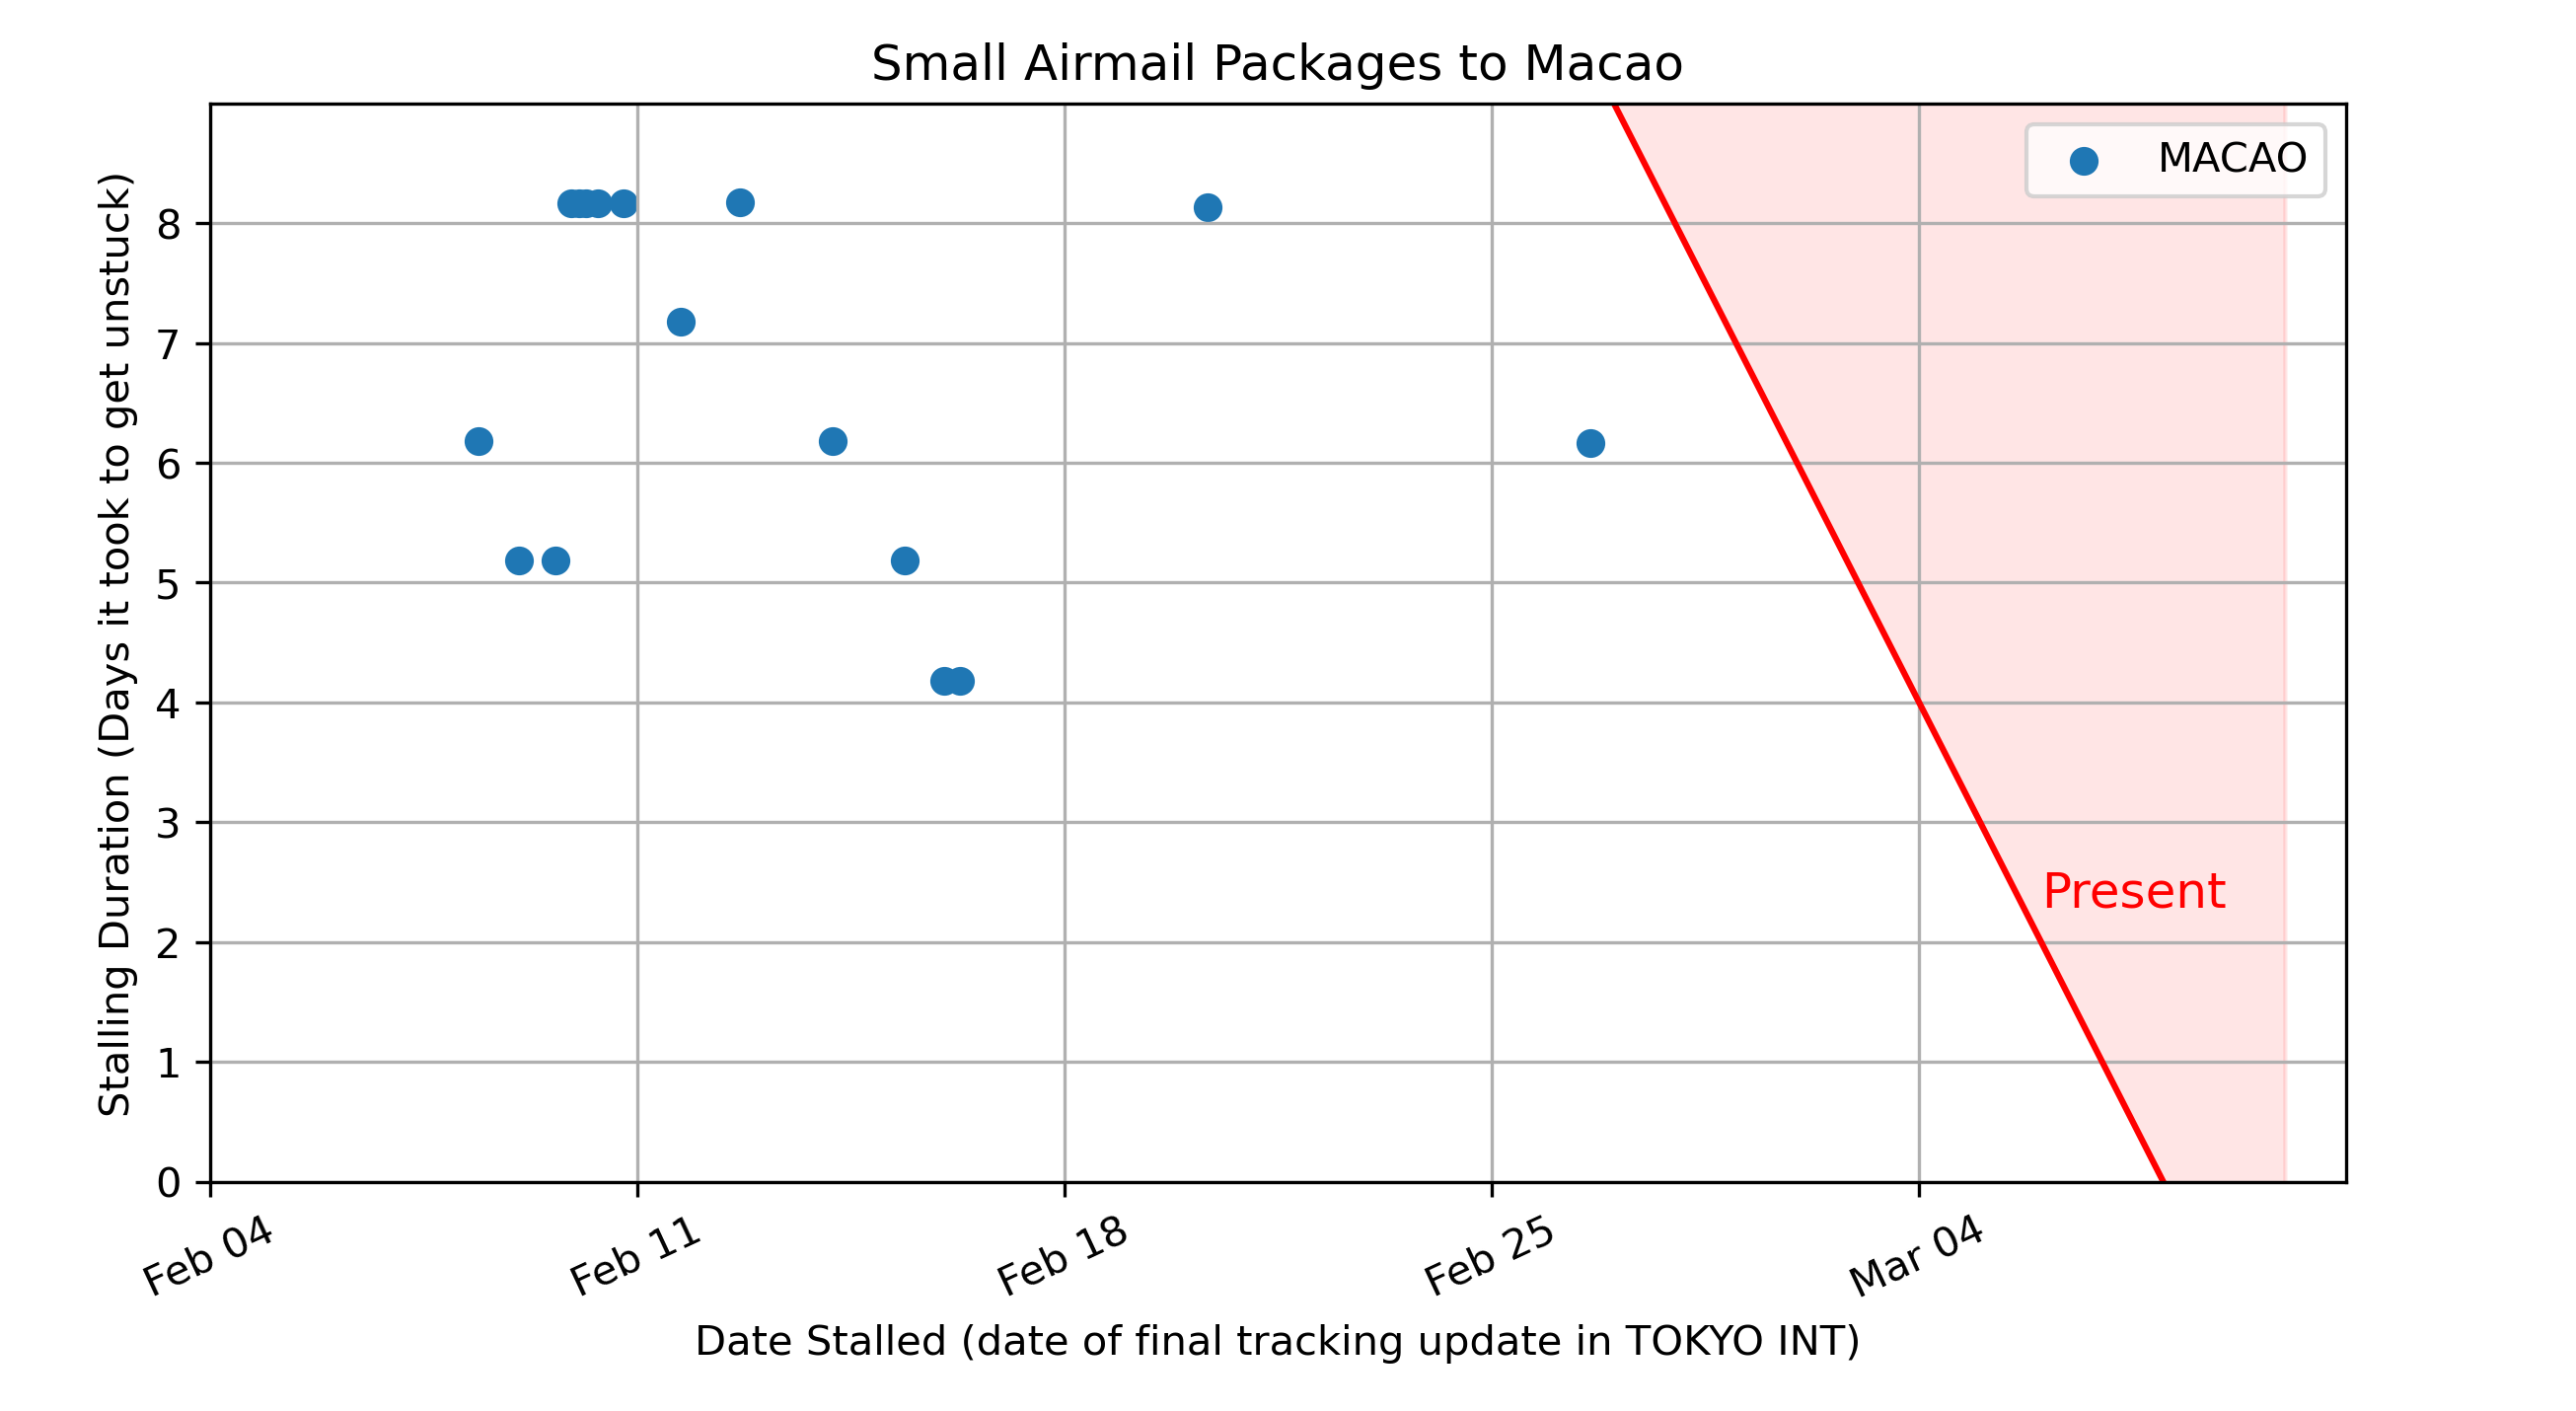 Small Airmail Packages to Macao
MACAO
Stalling Duration (Days it took to get unstuck)
8
7
6
5
4
3
2
1
0
Present
Feb 04
Feb 11
Feb 18
Feb 25
Mar 04
Date Stalled (date of final tracking update in TOKYO INT)